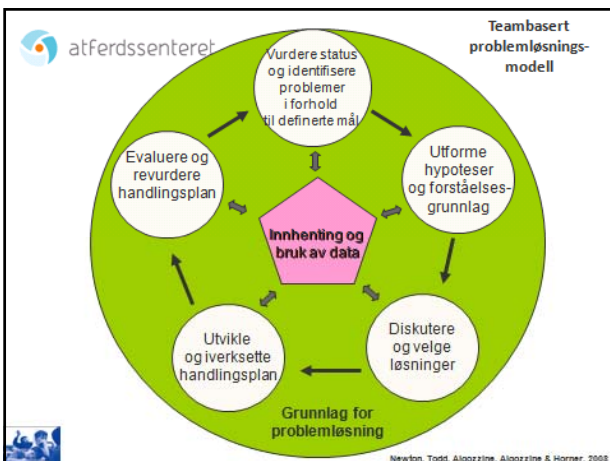 atferdssenteret
Teambasert
problemløsnings-
modell
Vurdere status
og identifisere
problemer
i forhold
til definerte mål
Utforme
hypoteser
og forståelses-
grunnlag
Diskutere
og velge
løsninger
Utvikle
og iverksette
handlingsplan
Evaluere og
revurdere
handlingsplan
Innhenting og
bruk av data
Grunnlag for
problemløsning
Newton, Todd, Algozzine, Algozzine & Horner, 2008